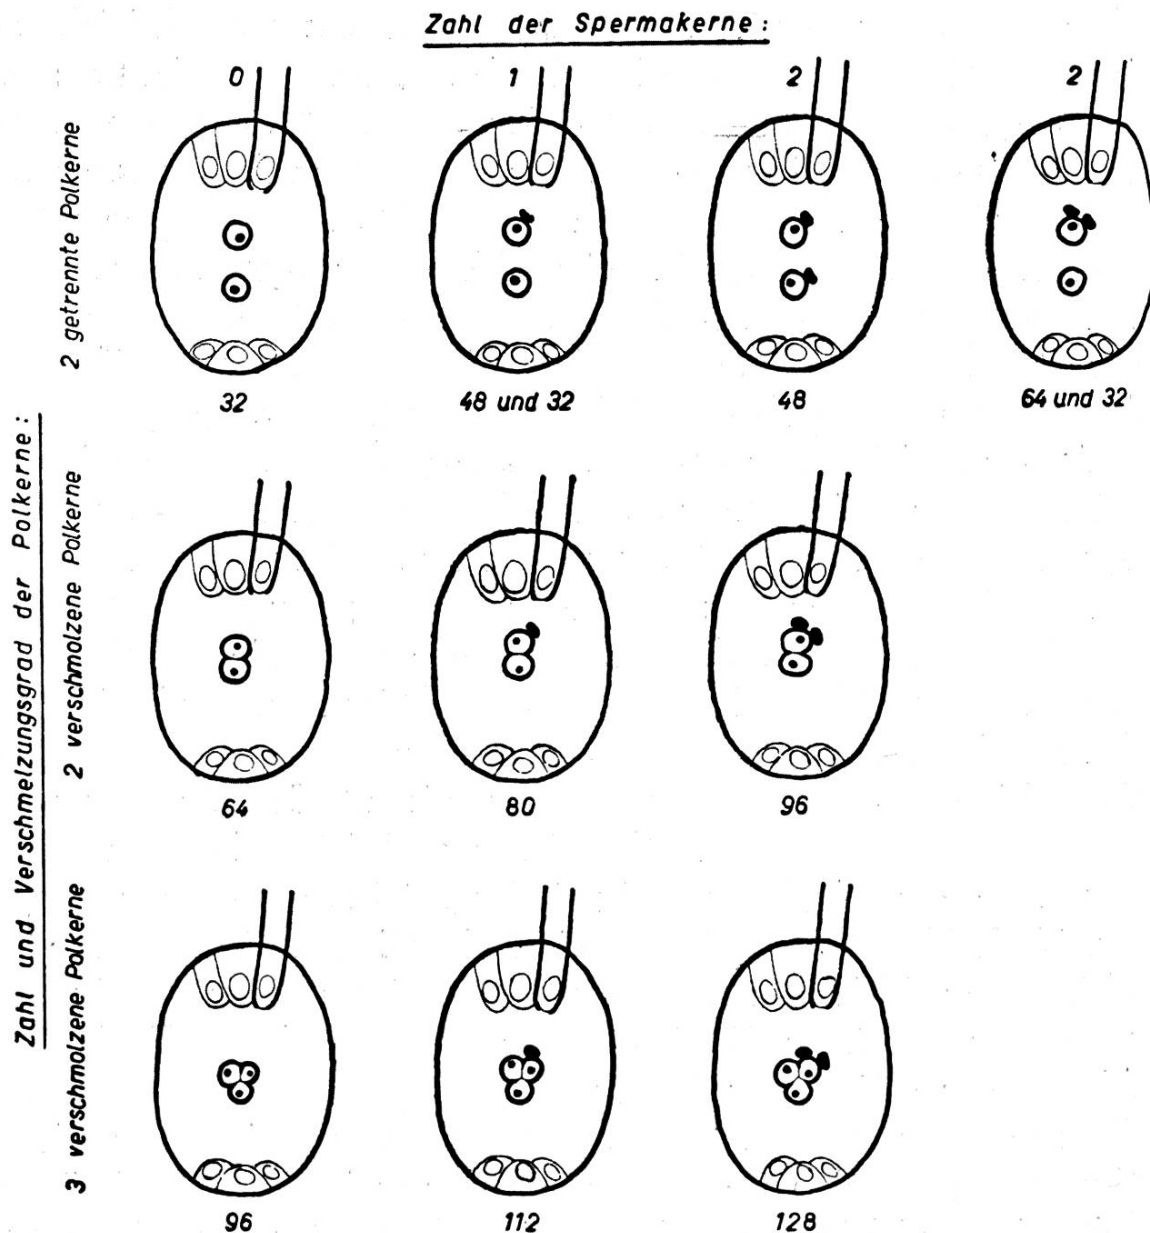 Zahl der Spermakerne :
0 1 2 2
Zahl und Verschmelzungsgrad der Polkerne :
2 getrennte Polkerne
32 48 und 32 48 64 und 32
2 verschmolzene Polkerne
64 80 96
3 verschmolzene Polkerne
96 112 128